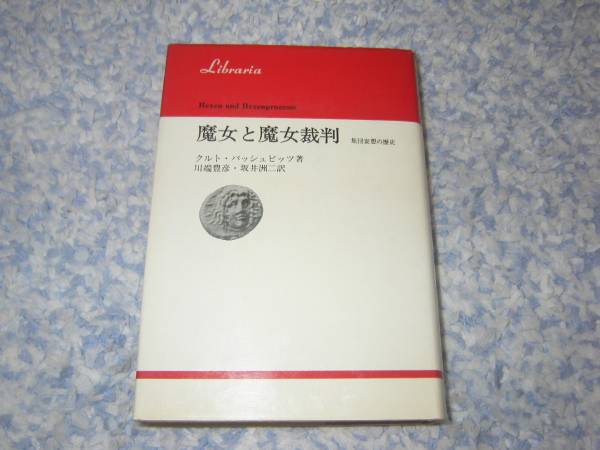 Libraria
Hexen und Hexenprozesse
魔女と魔女裁判 集団妄想の歴史
クルト・バッシュビッツ著
川端豊彦・坂井洲二訳